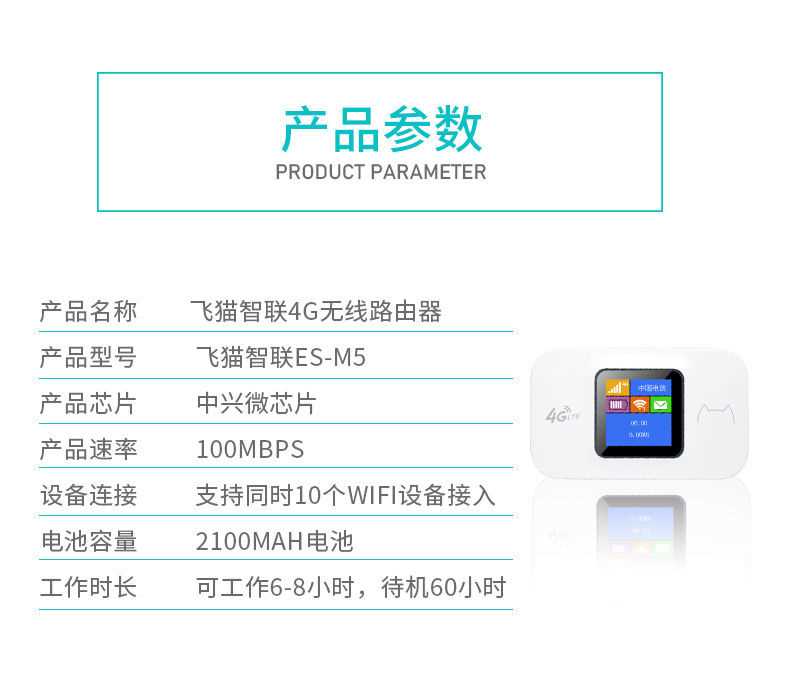 产品参数
PRODUCT PARAMETER
产品名称 飞猫智联4G无线路由器
产品型号 飞猫智联ES-M5
产品芯片 中兴微芯片
产品速率 100MBPS
设备连接 支持同时10个WIFI设备接入
电池容量 2100MAH电池
工作时长 可工作6-8小时，待机60小时
中国电信
4G LTE